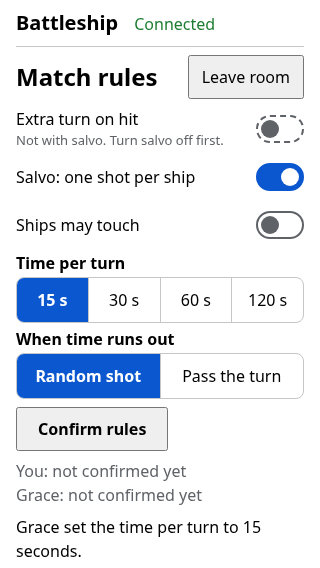 Battleship Connected
Match rules Leave room
Extra turn on hit
Not with salvo. Turn salvo off first.
Salvo: one shot per ship
Ships may touch
Time per turn
15 s 30 s 60 s 120 s
When time runs out
Random shot Pass the turn
Confirm rules
You: not confirmed yet
Grace: not confirmed yet
Grace set the time per turn to 15
seconds.